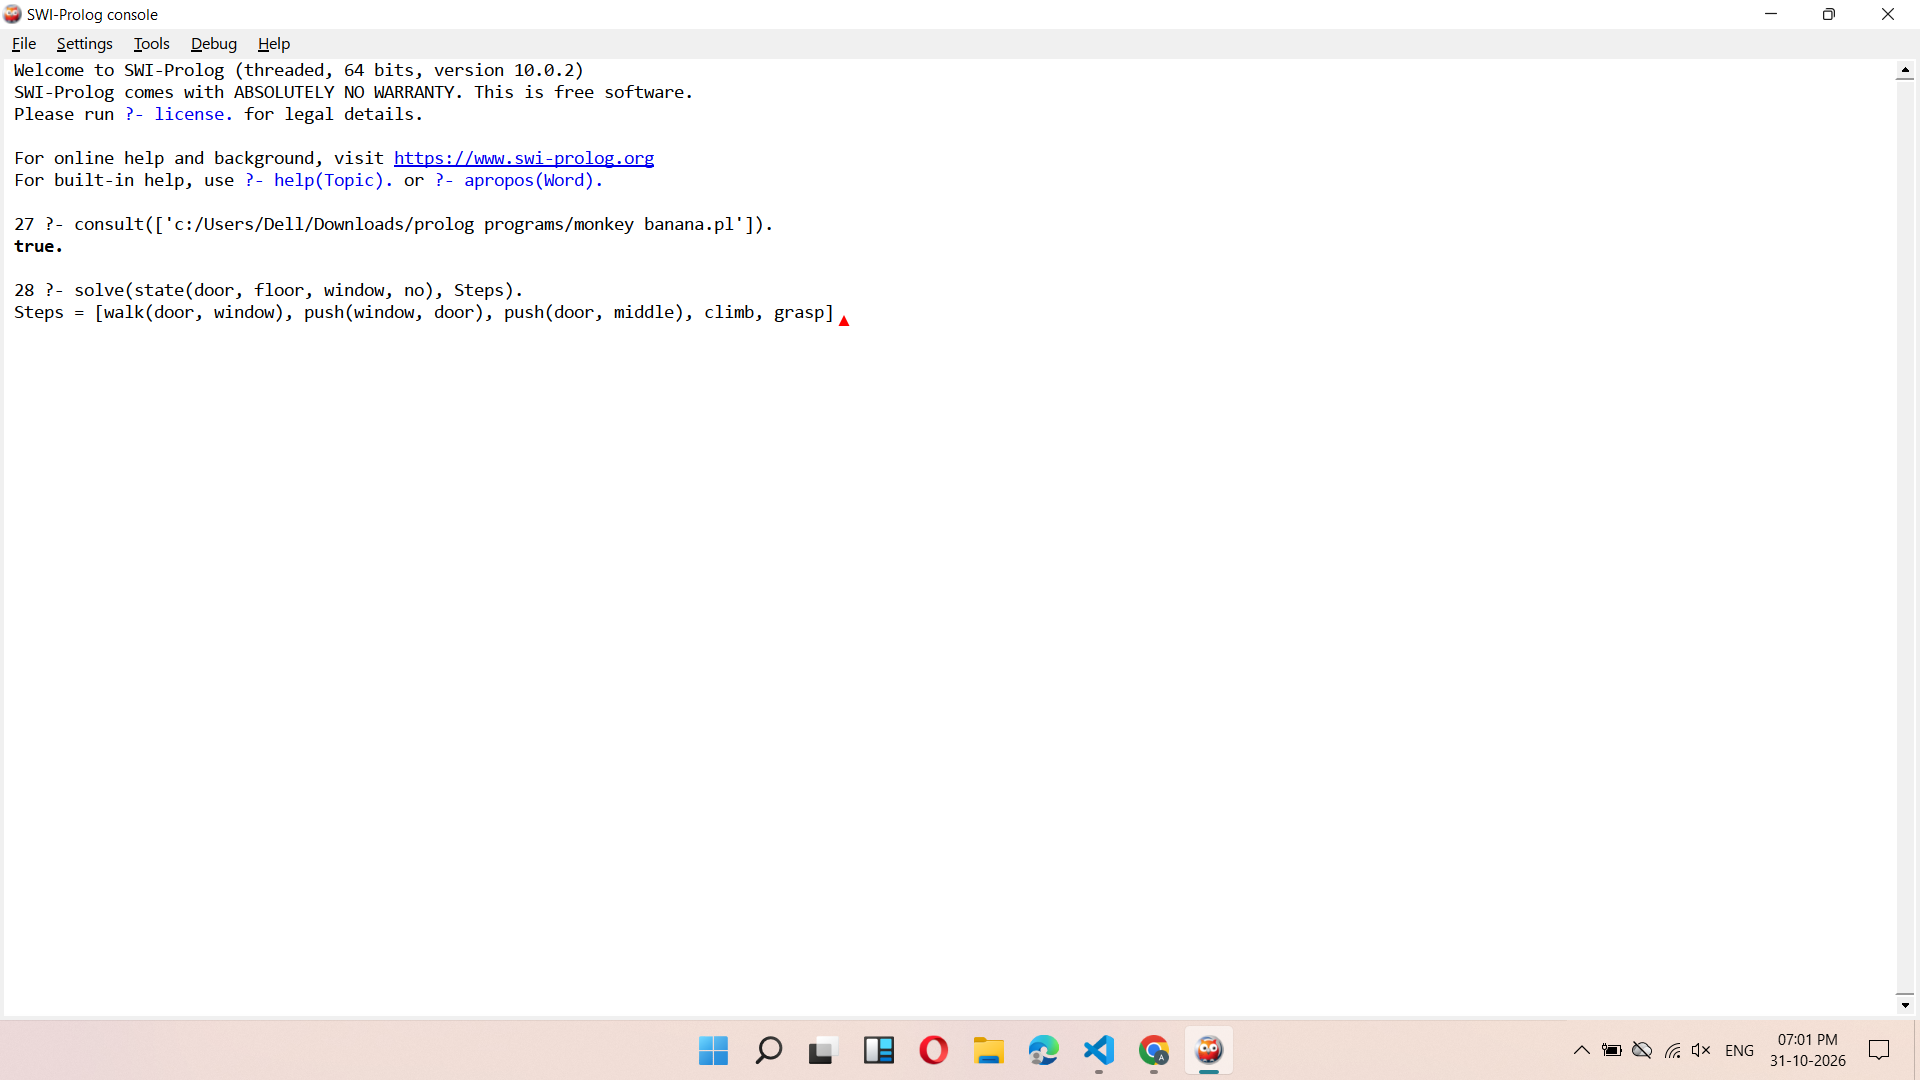 SWI-Prolog console
File Settings Tools Debug Help
Welcome to SWI-Prolog (threaded, 64 bits, version 10.0.2)
SWI-Prolog comes with ABSOLUTELY NO WARRANTY. This is free software.
Please run ?- license. for legal details.
For online help and background, visit https://www.swi-prolog.org
For built-in help, use ?- help(Topic). or ?- apropos(Word).
27 ?- consult(['c:/Users/Dell/Downloads/prolog programs/monkey banana.pl']).
true.
28 ?- solve(state(door, floor, window, no), Steps).
Steps = [walk(door, window), push(window, door), push(door, middle), climb, grasp]
A
ENG
07:01 PM
31-10-2026